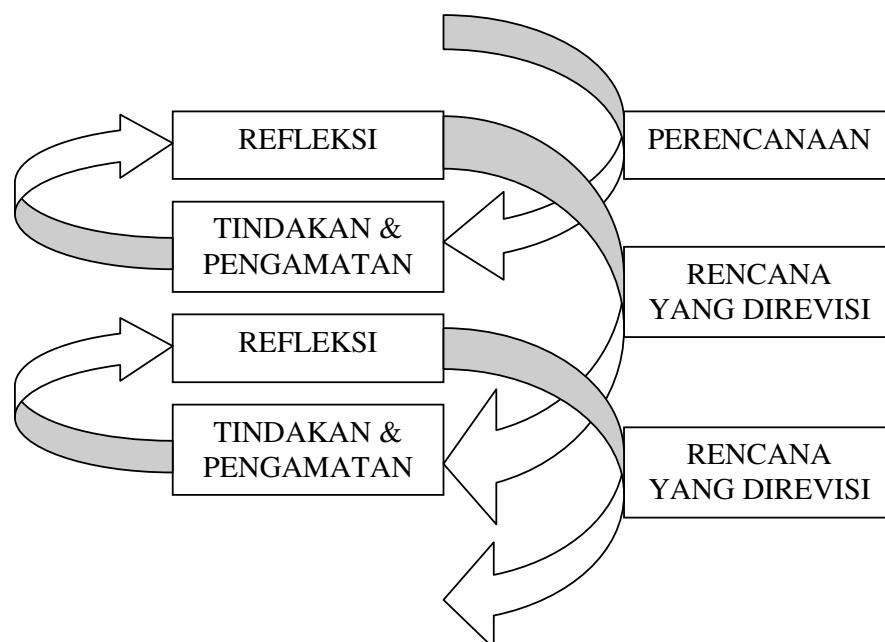 REFLEKSI
PERENCANAAN
TINDAKAN &
PENGAMATAN
RENCANA
YANG DIREVISI
REFLEKSI
TINDAKAN &
PENGAMATAN
RENCANA
YANG DIREVISI